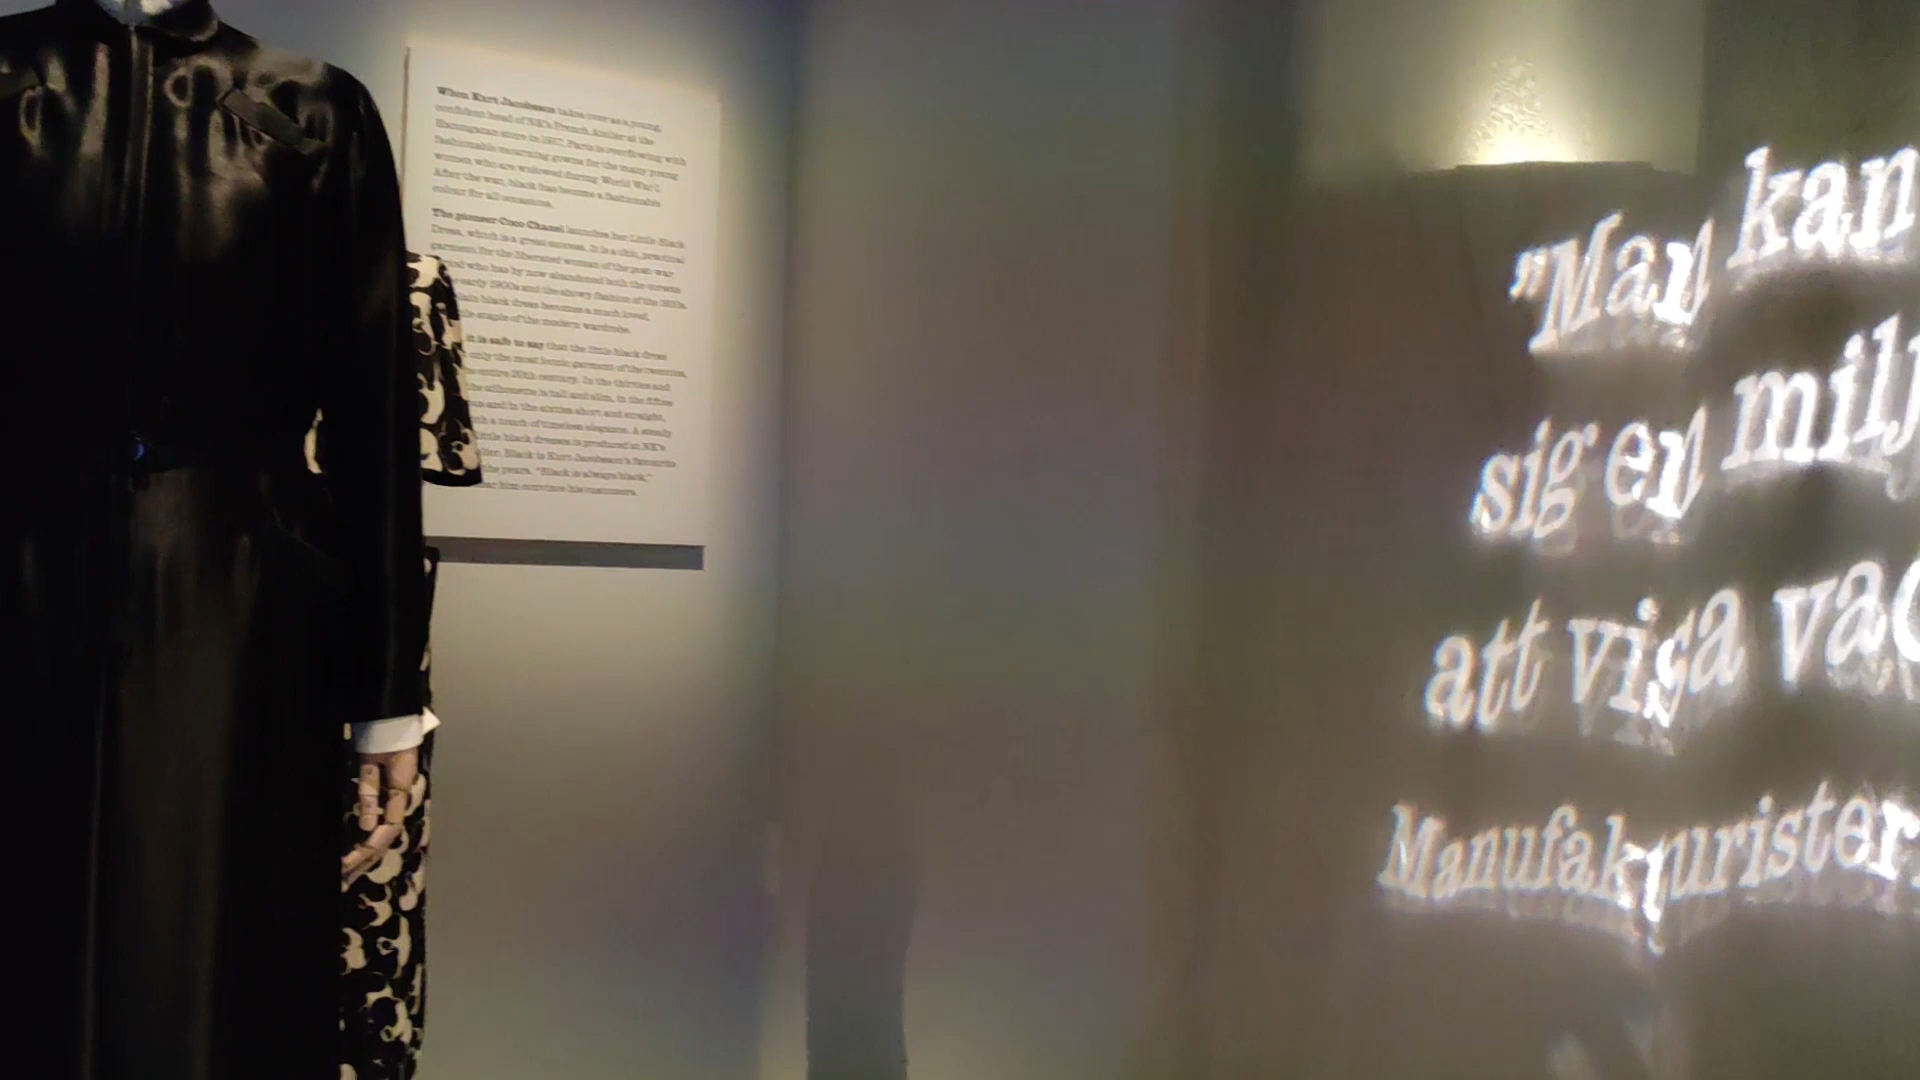 When Kurt Jacobsson takes over as a young,
confident head of NK's French Atelier at the
Hamngatan store in 1917, Paris is overflowing with
fashionable mourning gowns for the many young
women who are widowed during World War I.
After the war, black has become a fashionable
colour for all occasions.
The pioneer Coco Chanel launches her Little Black
Dress, which is a great success. It is a chic, practical
garment for the liberated woman of the post-war
who has by now abandoned both the corsets
early 1900s and the showy fashion of the 1910s.
black dress becomes a much loved,
staple of the modern wardrobe.
it is safe to say that the little black dress
only the most iconic garment of the twenties,
entire 20th century. In the thirties and
the silhouette is tall and slim, in the fifties
and in the sixties short and straight,
a touch of timeless elegance. A steady
little black dresses is produced at NK's
Black is Kurt Jacobsson's favourite
the years. "Black is always black,"
him convince his customers.
"Man kan
sig en milj
att visa vad
Manufakturister